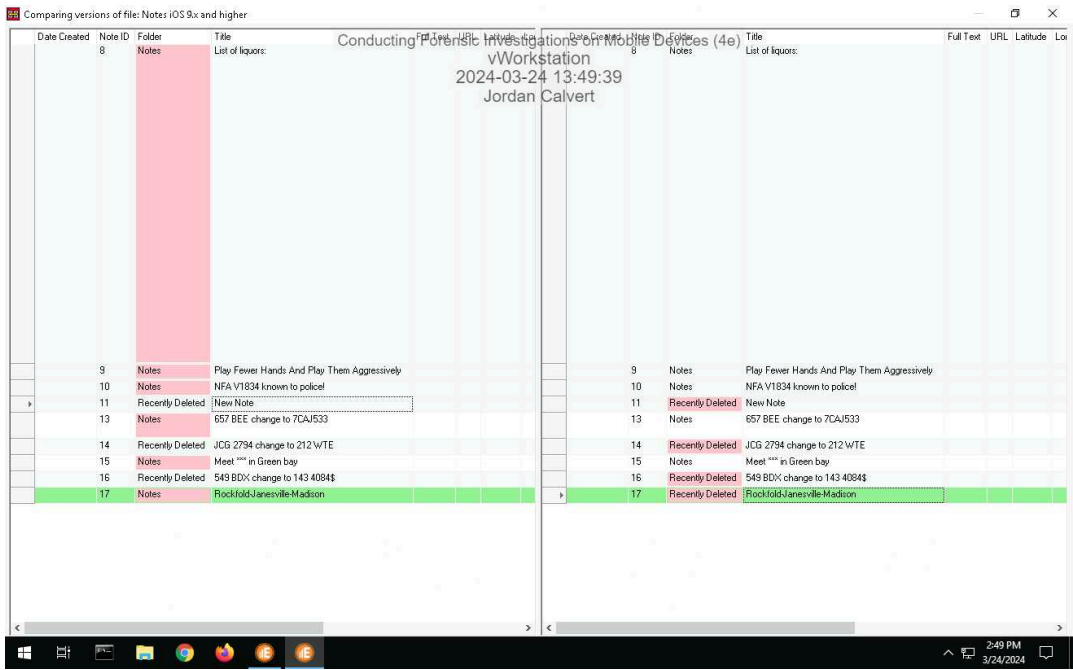 Comparing versions of file: Notes iOS 9.x and higher
Conducting Forensic Investigations on Mobile Devices (4e)
vWorkstation
2024-03-24 13:49:39
Jordan Calvert
Date Created Note ID Folder Title Full Text URL Latitude
8 Notes List of liquors:
9 Notes Play Fewer Hands And Play Them Aggressively
10 Notes NFA V1834 known to police!
11 Recently Deleted New Note
13 Notes 657 BEE change to 7CAJ533
14 Recently Deleted JCG 2794 change to 212 WTE
15 Notes Meet *** in Green bay
16 Recently Deleted 549 BDX change to 143 4084$
17 Notes Rockfold-Janesville-Madison
Date Created Note ID Folder Title Full Text URL Latitude Lo
8 Notes List of liquors:
9 Notes Play Fewer Hands And Play Them Aggressively
10 Notes NFA V1834 known to police!
11 Recently Deleted New Note
13 Notes 657 BEE change to 7CAJ533
14 Recently Deleted JCG 2794 change to 212 WTE
15 Notes Meet *** in Green bay
16 Recently Deleted 549 BDX change to 143 4084$
17 Recently Deleted Rockfold-Janesville-Madison
2:49 PM
3/24/2024